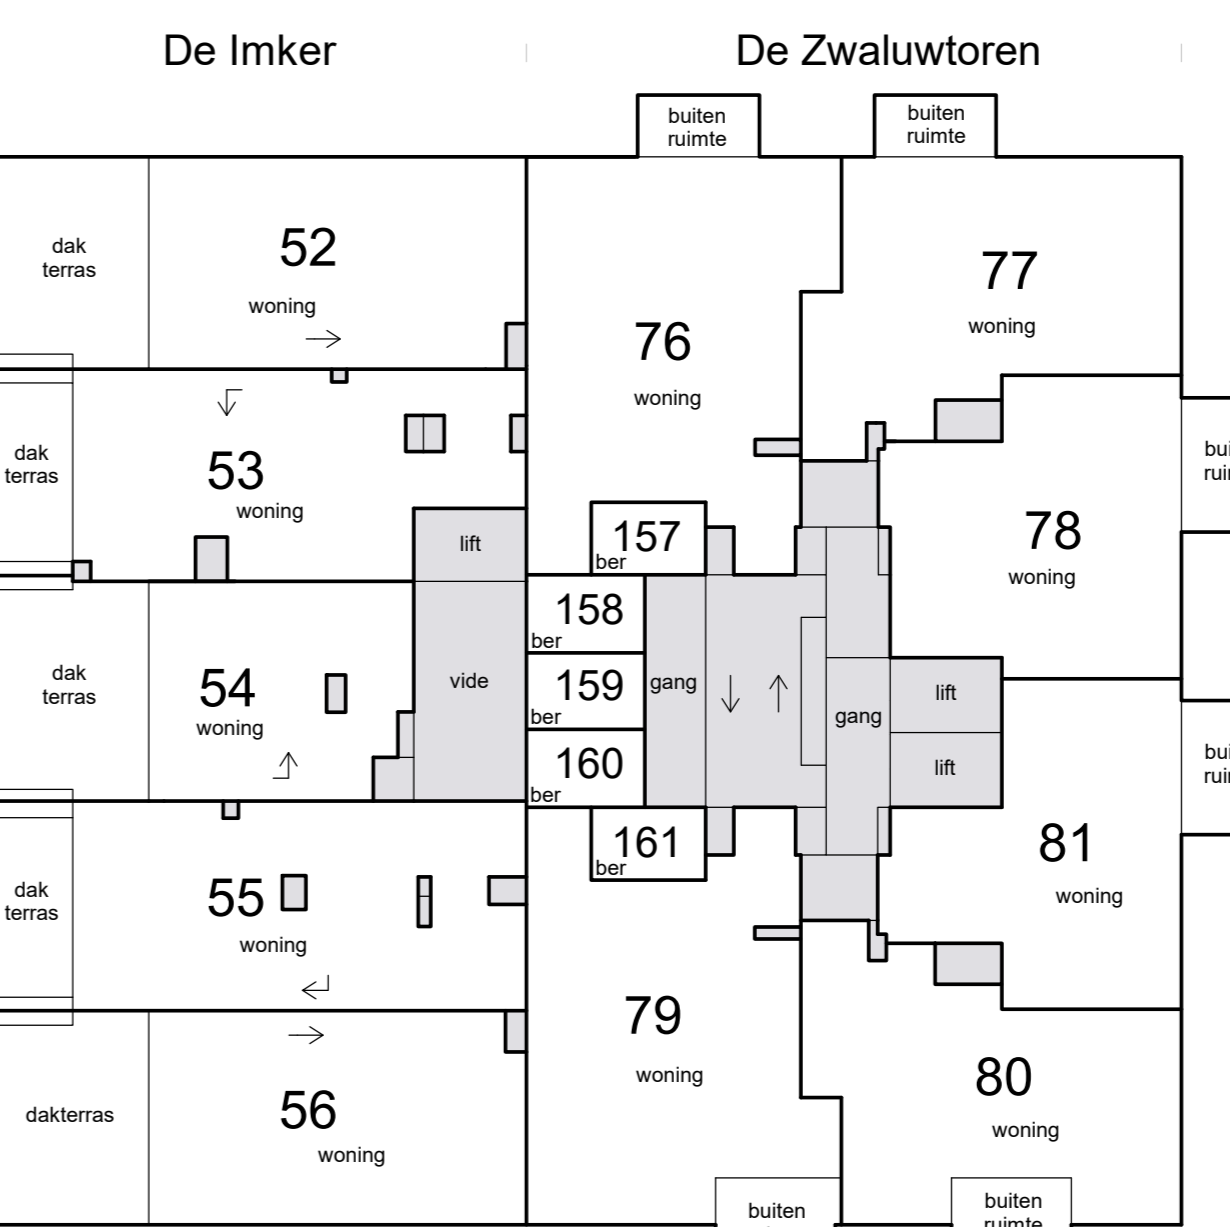 De Imker
De Zwaluwtoren
buiten
ruimte
buiten
ruimte
dak
terras
52
woning
76
woning
77
woning
dak
terras
53
woning
lift
157
ber
78
woning
158
ber
dak
terras
54
woning
vide
159
ber
gang
gang
lift
160
ber
lift
161
ber
81
woning
dak
terras
55
woning
79
woning
80
woning
dakterras
56
woning
buiten
buiten
ruimte